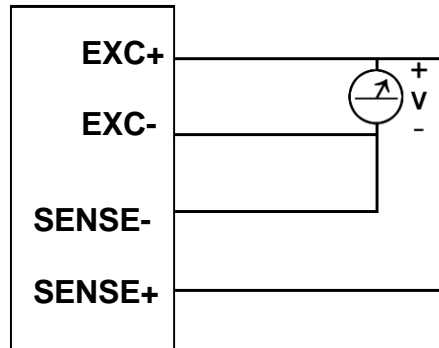 EXC+
+
V
-
EXC-
SENSE-
SENSE+